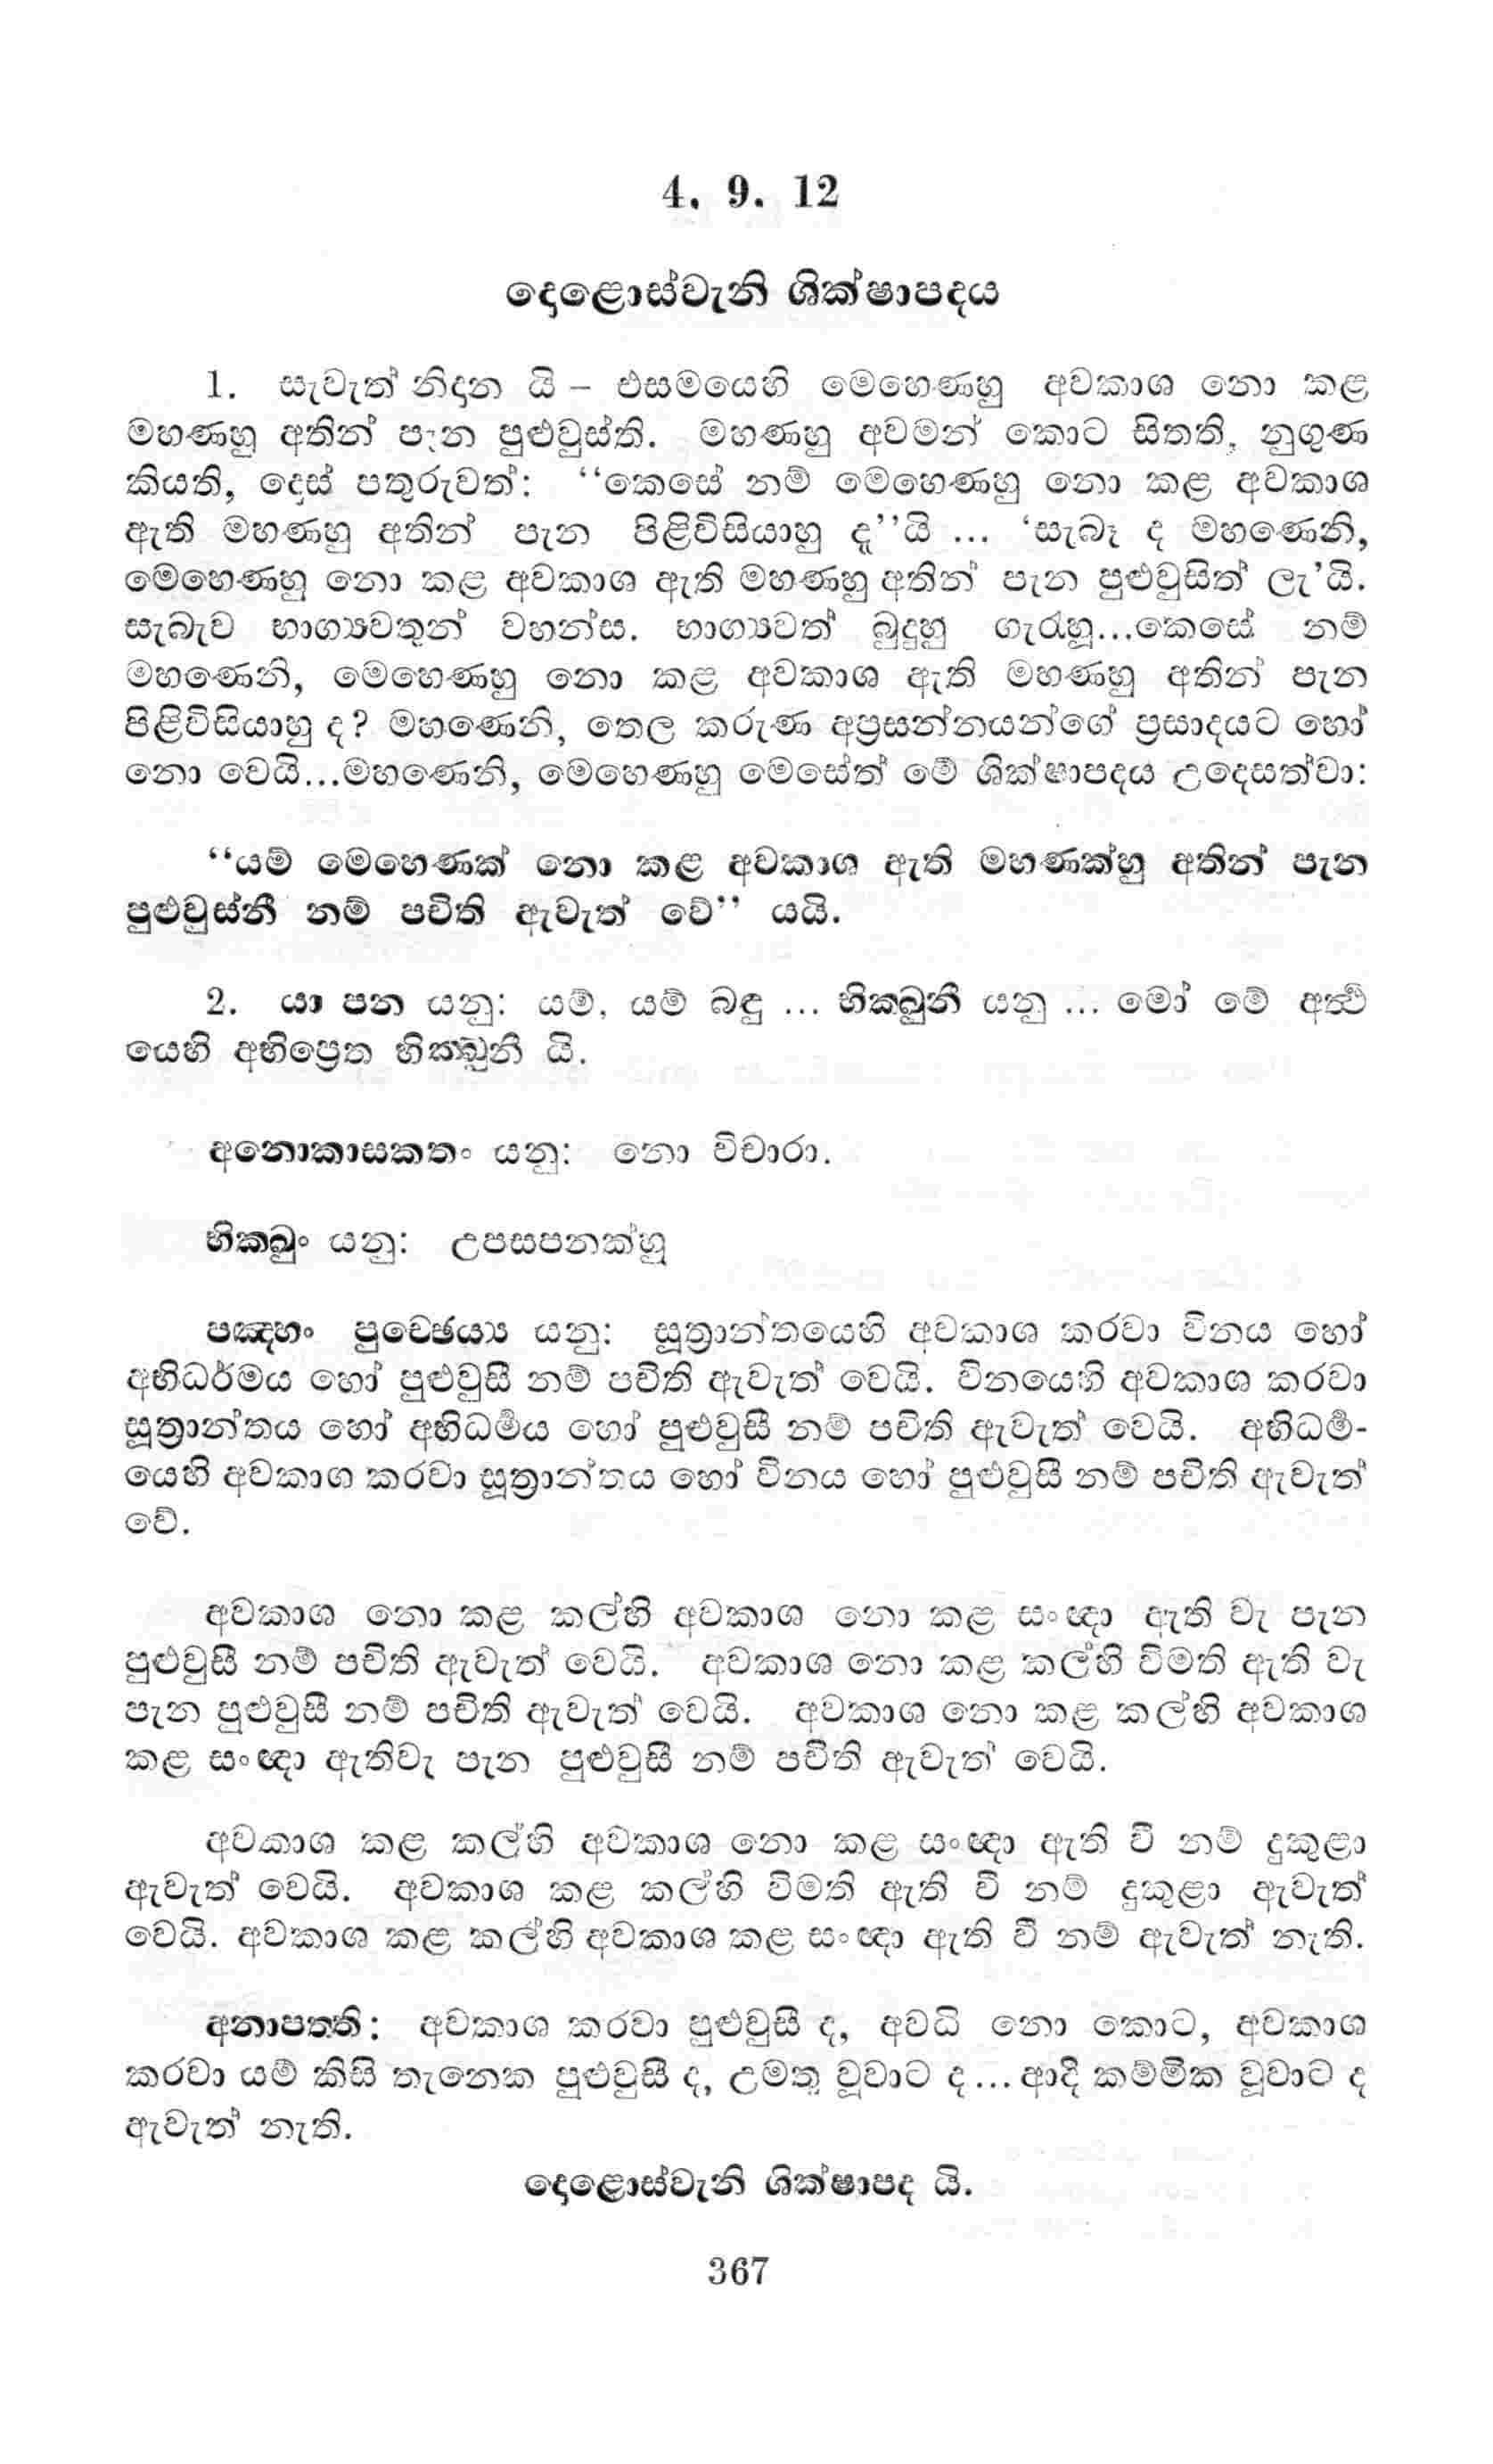 4. 9. 12
දොළොස්වැනි ශික්ෂාපදය
1. සැවැත් නිදාන යි – එසමයෙහි මෙහෙණහු අවකාශ නො කළ
මහණහු අතින් පැන පුළුවුස්ති. මහණහු අවමන් කොට සිතති, නුගුණ
කියති, දෙස් පතුරුවත්: “කෙසේ නම් මෙහෙණහු නො කළ අවකාශ
ඇති මහණහු අතින් පැන පිළිවිසියාහු දැ”යි ... ‘සැබෑ ද මහණෙනි,
මෙහෙණහු නො කළ අවකාශ ඇති මහණහු අතින් පැන පුළුවුසිත් ලැ’යි.
සැබැව භාග්‍යවතුන් වහන්ස. භාග්‍යවත් බුදුහු ගැරැහූ...කෙසේ නම්
මහණෙනි, මෙහෙණහු නො කළ අවකාශ ඇති මහණහු අතින් පැන
පිළිවිසියාහු ද? මහණෙනි, තෙල කරුණ අප්‍රසන්නයන්ගේ ප්‍රසාදයට හෝ
නො වෙයි...මහණෙනි, මෙහෙණහු මෙසේත් මේ ශික්ෂාපදය උදෙසත්වා:
“යම් මෙහෙණක් නො කළ අවකාශ ඇති මහණක්හු අතින් පැන
පුළුවුස්නී නම් පචිති ඇවැත් වේ” යයි.
2. යා පන යනු: යම්, යම් බඳු ... භික්ඛුනී යනු ... මෝ මේ අර්ථ
යෙහි අභිප්‍රෙත භික්ඛුනී යි.
අනොකාසකතං යනු: නො විචාරා.
භික්ඛුං යනු: උපසපනක්හු
පඤ්හං පුච්ඡෙය්‍ය යනු: සූත්‍රාන්තයෙහි අවකාශ කරවා විනය හෝ
අභිධර්මය හෝ පුළුවුසී නම් පචිති ඇවැත් වෙයි. විනයෙහි අවකාශ කරවා
සූත්‍රාන්තය හෝ අභිධර්‍මය හෝ පුළුවුසී නම් පචිති ඇවැත් වෙයි. අභිධර්‍ම-
යෙහි අවකාශ කරවා සූත්‍රාන්තය හෝ විනය හෝ පුළුවුසී නම් පචිති ඇවැත්
වේ.
අවකාශ නො කළ කල්හි අවකාශ නො කළ සංඥා ඇති වැ පැන
පුළුවුසී නම් පචිති ඇවැත් වෙයි. අවකාශ නො කළ කල්හි විමති ඇති වැ
පැන පුළුවුසී නම් පචිති ඇවැත් වෙයි. අවකාශ නො කළ කල්හි අවකාශ
කළ සංඥා ඇතිවැ පැන පුළුවුසී නම් පචිති ඇවැත් වෙයි.
අවකාශ කළ කල්හි අවකාශ නො කළ සංඥා ඇති වී නම් දුකුළා
ඇවැත් වෙයි. අවකාශ කළ කල්හි විමති ඇති වී නම් දුකුළා ඇවැත්
වෙයි. අවකාශ කළ කල්හි අවකාශ කළ සංඥා ඇති වී නම් ඇවැත් නැති.
අනාපත්ති: අවකාශ කරවා පුළුවුසී ද, අවධි නො කොට, අවකාශ
කරවා යම් කිසි තැනෙක පුළුවුසී ද, උමතු වූවාට ද... ආදි කම්මික වූවාට ද
ඇවැත් නැති.
දොළොස්වැනි ශික්ෂාපද යි.
367